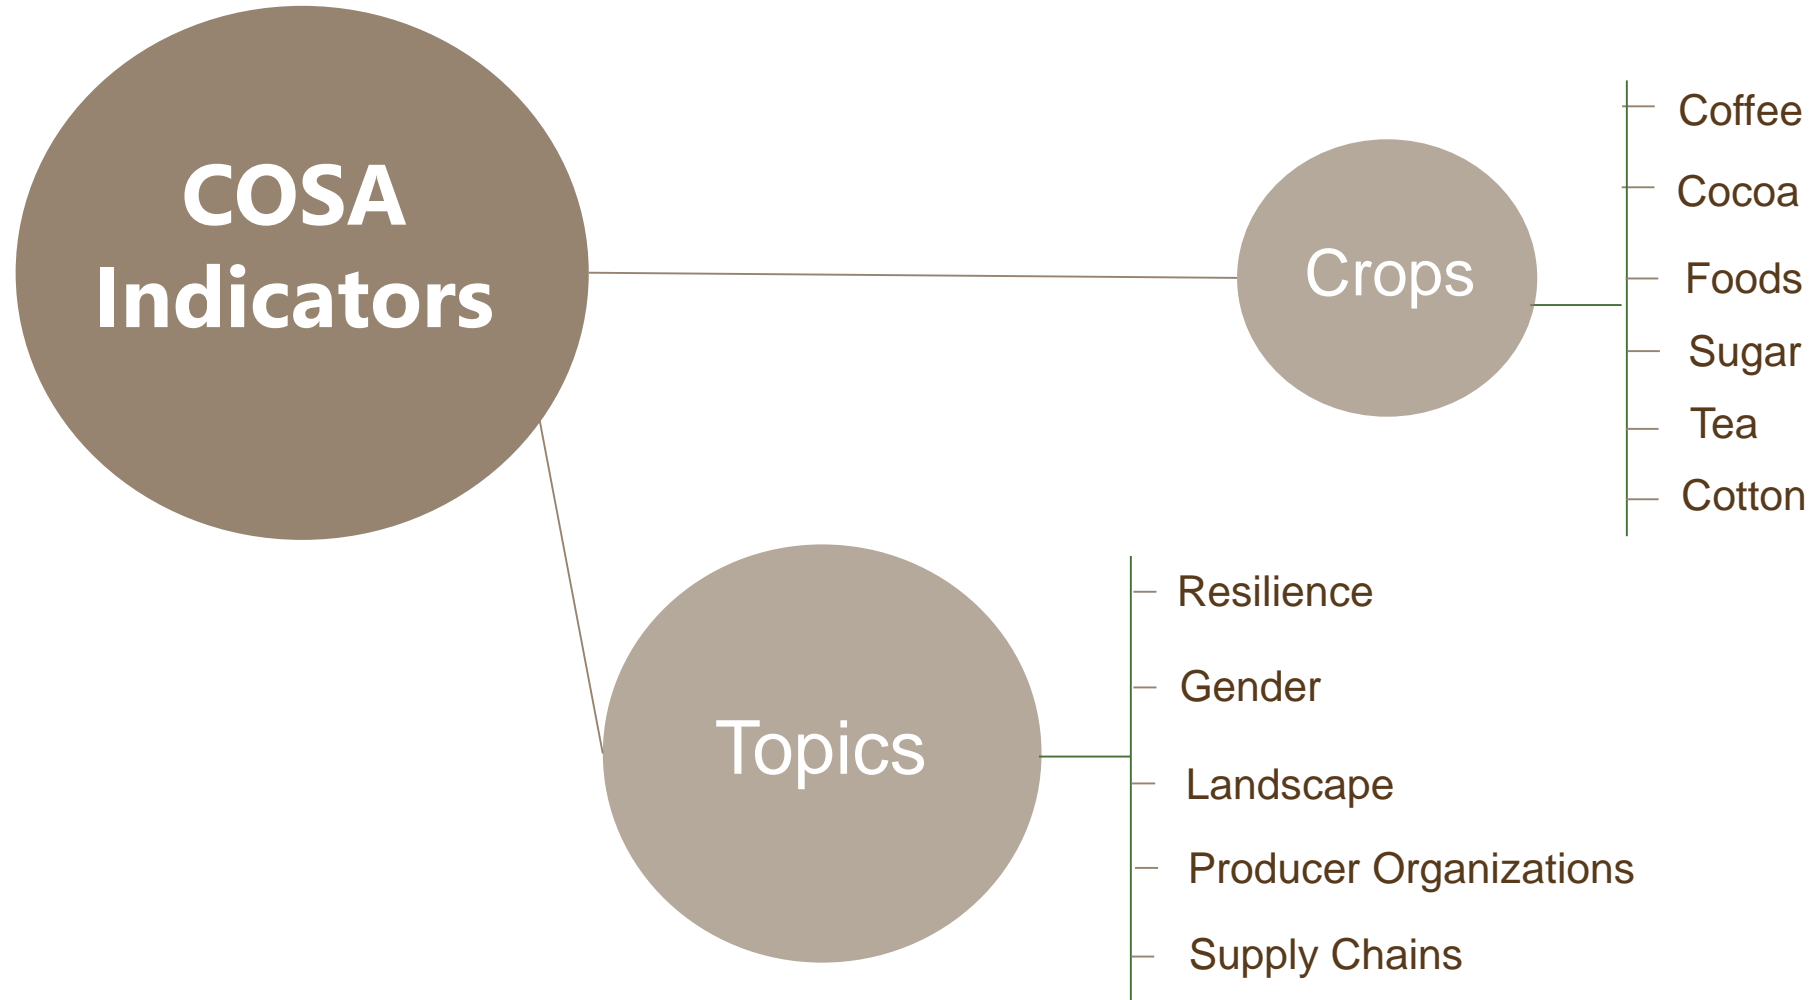 COSA
Indicators
Crops
Coffee
Cocoa
Foods
Sugar
Tea
Cotton
Topics
Resilience
Gender
Landscape
Producer Organizations
Supply Chains